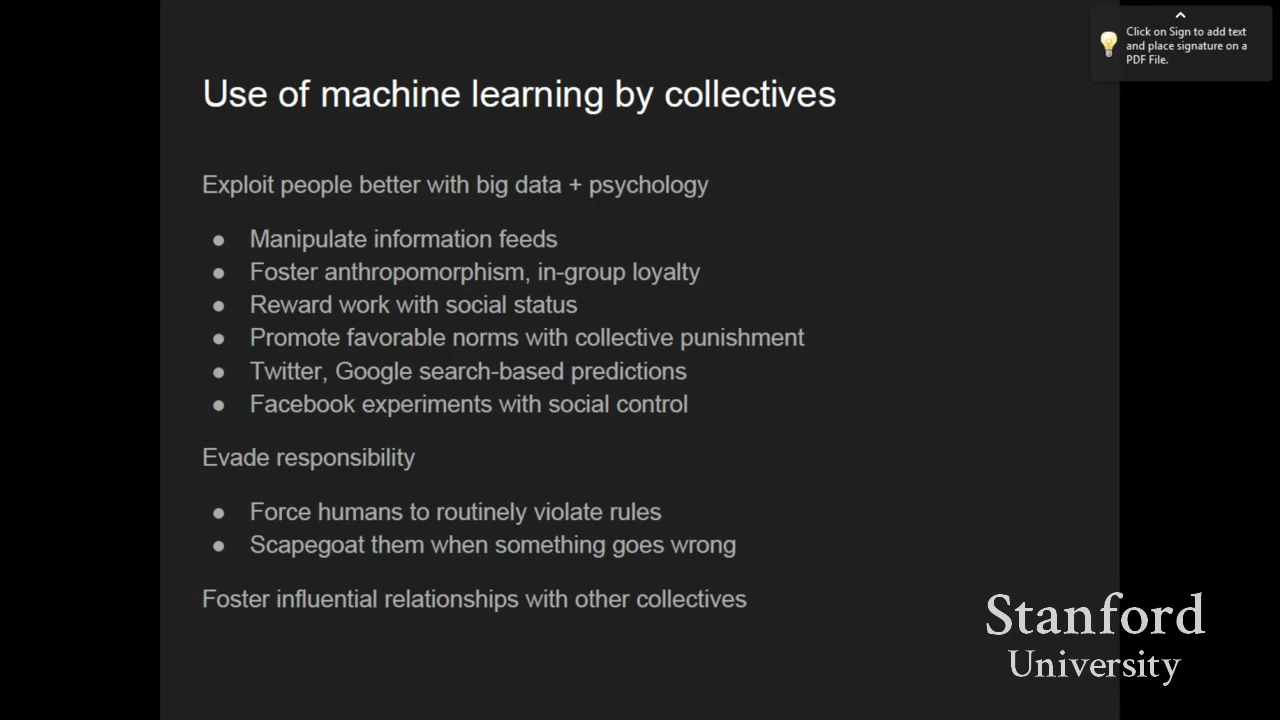 Click on Sign to add text
and place signature on a
PDF File.
Use of machine learning by collectives
Exploit people better with big data + psychology
● Manipulate information feeds
● Foster anthropomorphism, in-group loyalty
● Reward work with social status
● Promote favorable norms with collective punishment
● Twitter, Google search-based predictions
● Facebook experiments with social control
Evade responsibility
● Force humans to routinely violate rules
● Scapegoat them when something goes wrong
Foster influential relationships with other collectives
Stanford
University